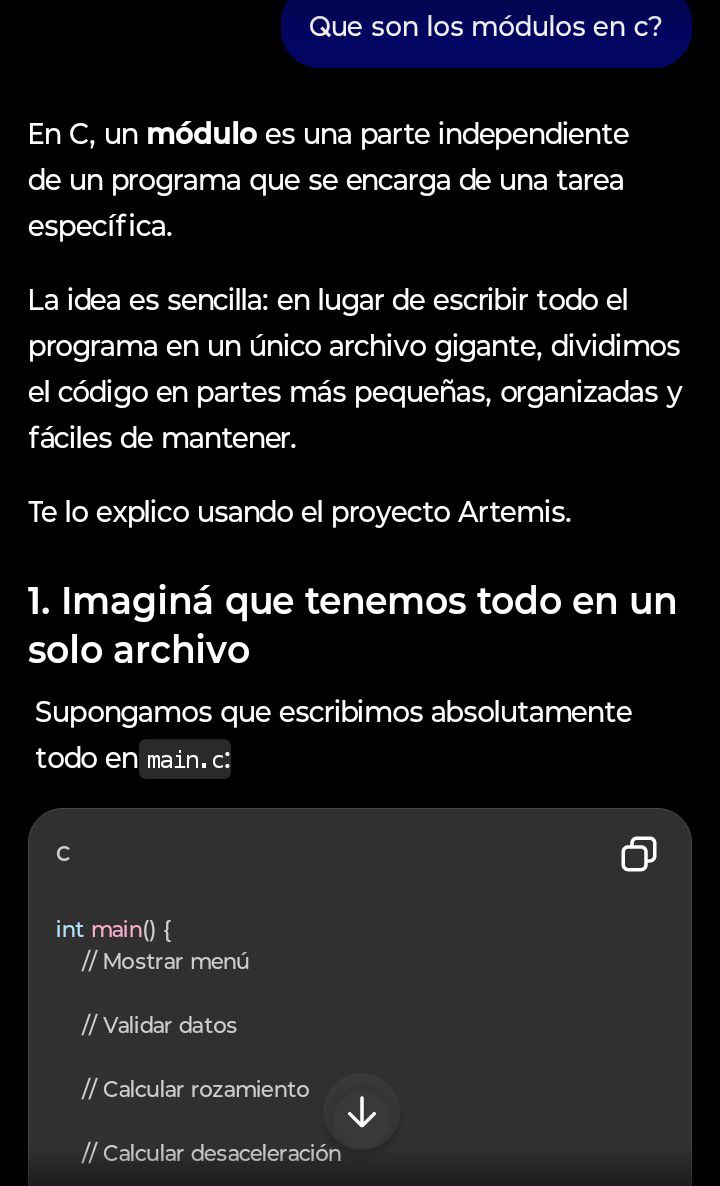 Que son los módulos en c?
En C, un módulo es una parte independiente
de un programa que se encarga de una tarea
específica.
La idea es sencilla: en lugar de escribir todo el
programa en un único archivo gigante, dividimos
el código en partes más pequeñas, organizadas y
fáciles de mantener.
Te lo explico usando el proyecto Artemis.
1. Imaginá que tenemos todo en un
solo archivo
Supongamos que escribimos absolutamente
todo en main.c:
C
int main() {
// Mostrar menú
// Validar datos
// Calcular rozamiento
// Calcular desaceleración